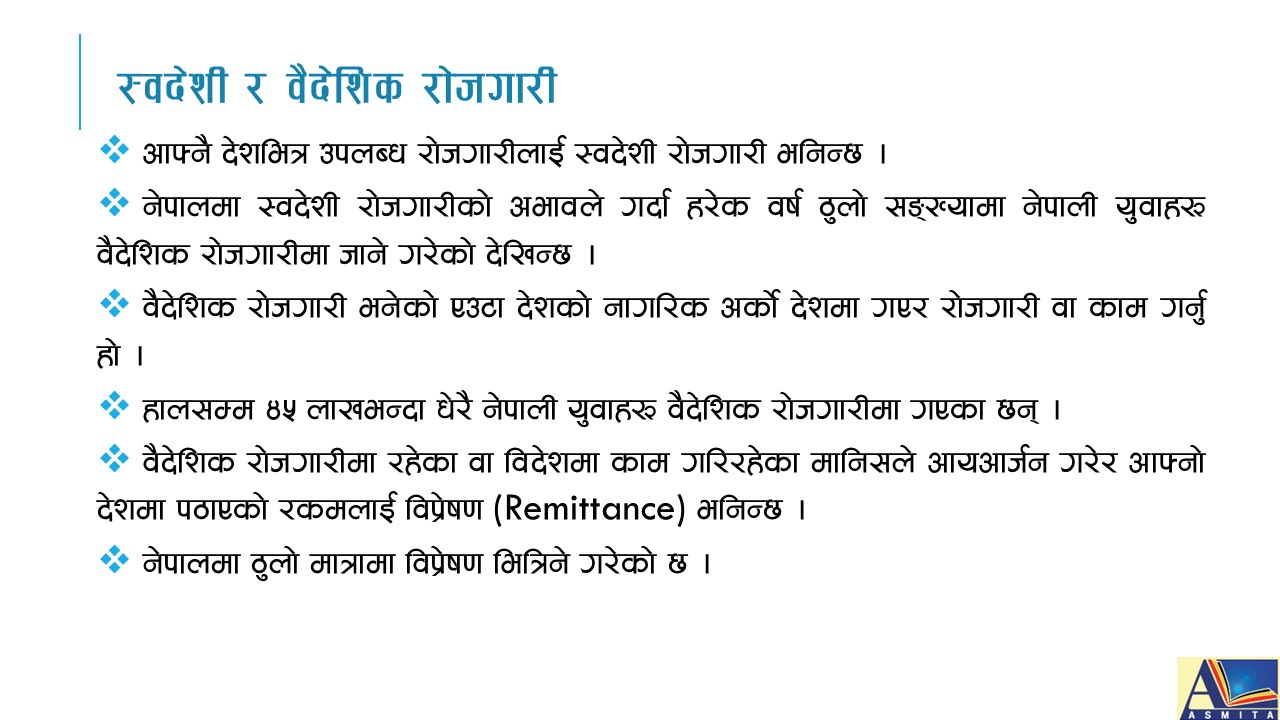 स्वदेशी र वैदेशिक रोजगारी
❖ आफ्नै देशभित्र उपलब्ध रोजगारीलाई स्वदेशी रोजगारी भनिन्छ ।
❖ नेपालमा स्वदेशी रोजगारीको अभावले गर्दा हरेक वर्ष ठुलो सङ्ख्यामा नेपाली युवाहरु
वैदेशिक रोजगारीमा जाने गरेको देखिन्छ ।
❖ वैदेशिक रोजगारी भनेको एउटा देशको नागरिक अर्को देशमा गएर रोजगारी वा काम गर्नु
हो ।
❖ हालसम्म ४५ लाखभन्दा धेरै नेपाली युवाहरु वैदेशिक रोजगारीमा गएका छन् ।
❖ वैदेशिक रोजगारीमा रहेका वा विदेशमा काम गरिरहेका मानिसले आयआर्जन गरेर आफ्नो
देशमा पठाएको रकमलाई विप्रेषण (Remittance) भनिन्छ ।
❖ नेपालमा ठुलो मात्रामा विप्रेषण भित्रिने गरेको छ ।
ASMITA